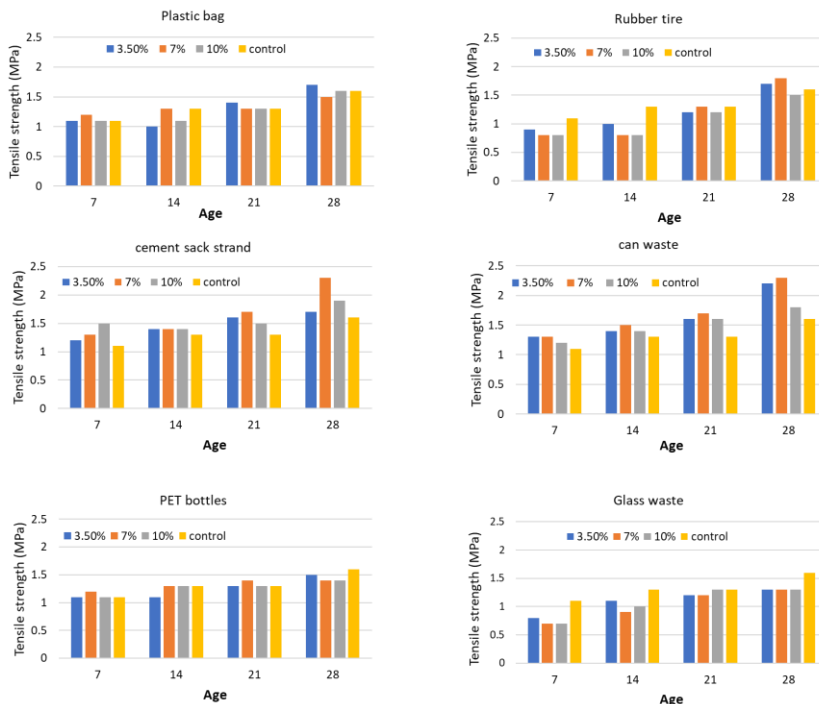 Plastic bag
3.50% 7% 10% control
Tensile strength (MPa)
2.5
2
1.5
1
0.5
0
7 14 21 28
Age
Rubber tire
3.50% 7% 10% control
Tensile strength (MPa)
2.5
2
1.5
1
0.5
0
7 14 21 28
Age
cement sack strand
3.50% 7% 10% control
Tensile strength (MPa)
2.5
2
1.5
1
0.5
0
7 14 21 28
Age
can waste
3.50% 7% 10% control
Tensile strength (MPa)
2.5
2
1.5
1
0.5
0
7 14 21 28
Age
PET bottles
3.50% 7% 10% control
Tensile strength (MPa)
2.5
2
1.5
1
0.5
0
7 14 21 28
Age
Glass waste
3.50% 7% 10% control
Tensile strength (MPa)
2.5
2
1.5
1
0.5
0
7 14 21 28
Age